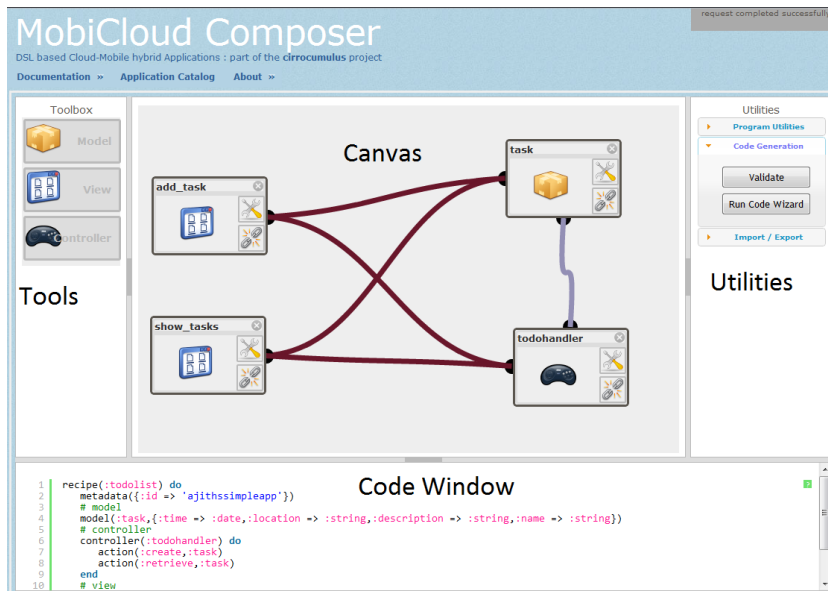 MobiCloud Composer
request completed successfully
DSL based Cloud-Mobile hybrid Applications : part of the cirrocumulus project
Documentation » Application Catalog About »
Toolbox
Model
View
Controller
Tools
Canvas
add_task
show_tasks
task
todohandler
Utilities
Program Utilities
Code Generation
Validate
Run Code Wizard
Import / Export
Utilities
Code Window
1 recipe(:todolist) do
2 metadata({:id => 'ajithssimpleapp'})
3 # model
4 model(:task,{:time => :date,:location => :string,:description => :string,:name => :string})
5 # controller
6 controller(:todohandler) do
7 action(:create,:task)
8 action(:retrieve,:task)
9 end
10 # view
?